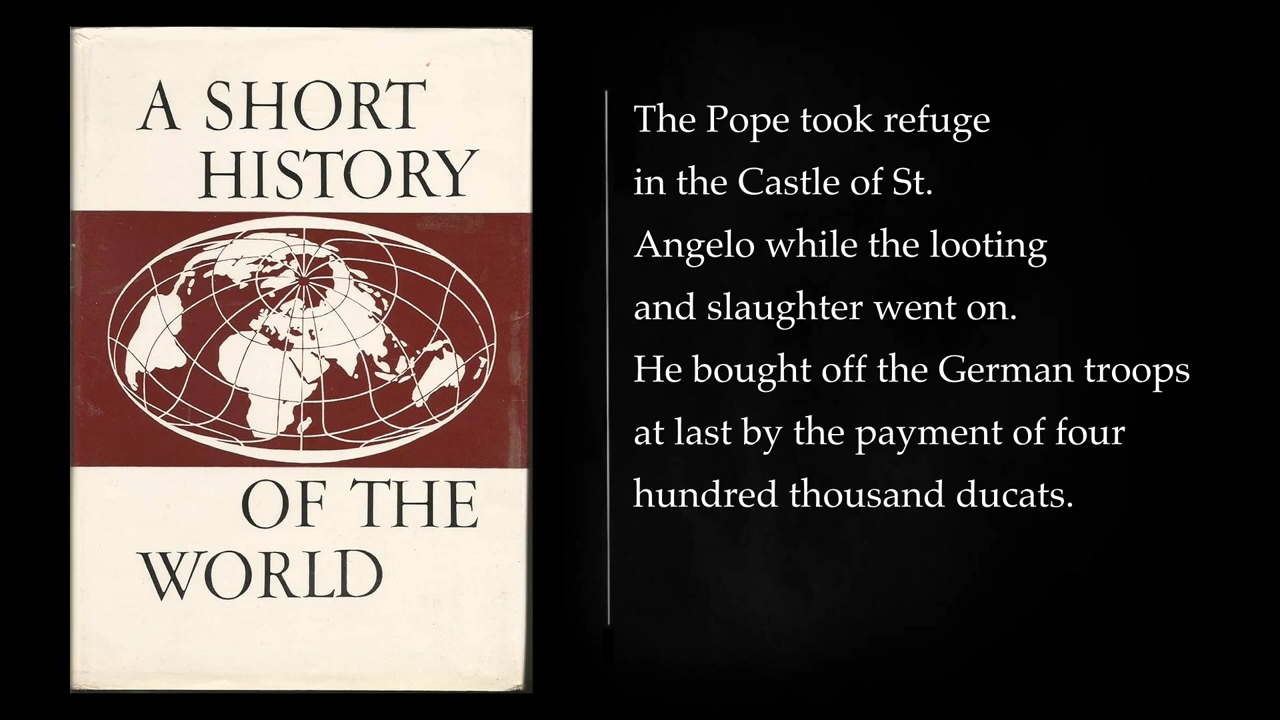 A SHORT
HISTORY
OF THE
WORLD
The Pope took refuge
in the Castle of St.
Angelo while the looting
and slaughter went on.
He bought off the German troops
at last by the payment of four
hundred thousand ducats.